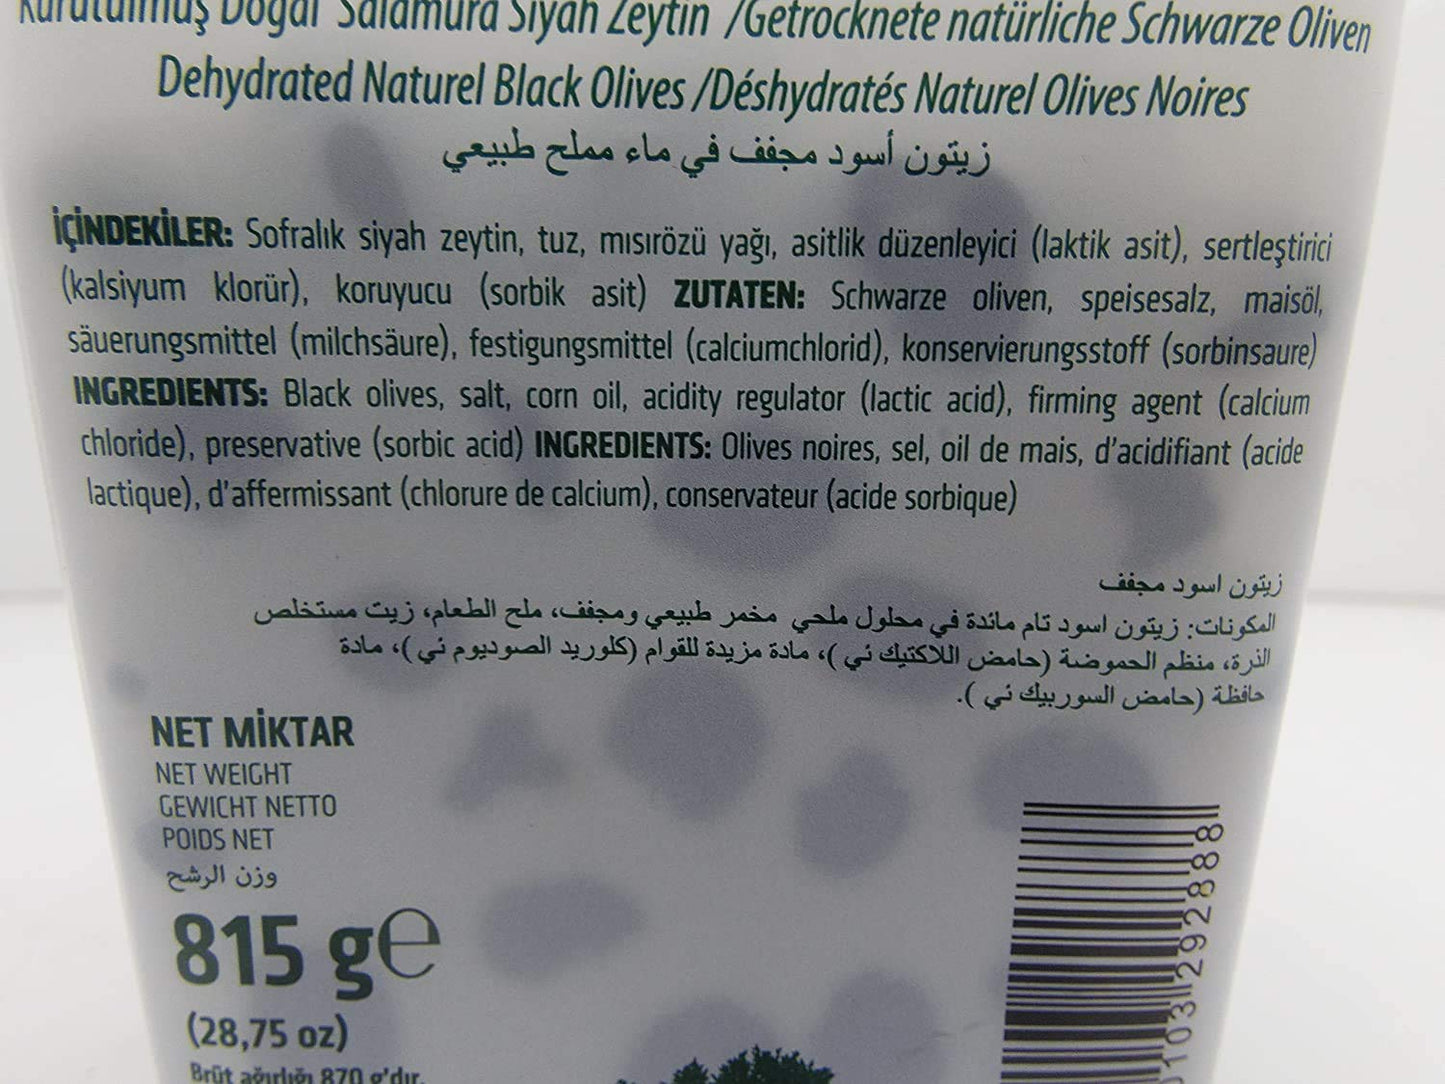 Kurutulmuş Doğal Salamura Siyah Zeytin /Getrocknete natürliche Schwarze Oliven
Dehydrated Naturel Black Olives /Déshydratés Naturel Olives Noires
زيتون أسود مجفف في ماء مملح طبيعي
İÇİNDEKİLER: Sofralık siyah zeytin, tuz, mısırözü yağı, asitlik düzenleyici (laktik asit), sertleştirici
(kalsiyum klorür), koruyucu (sorbik asit) ZUTATEN: Schwarze oliven, speisesalz, maisöl,
säuerungsmittel (milchsäure), festigungsmittel (calciumchlorid), konservierungsstoff (sorbinsaure)
INGREDIENTS: Black olives, salt, corn oil, acidity regulator (lactic acid), firming agent (calcium
chloride), preservative (sorbic acid) INGREDIENTS: Olives noires, sel, oil de mais, d'acidifiant (acide
lactique), d'affermissant (chlorure de calcium), conservateur (acide sorbique)
زيتون اسود مجفف
المكونات: زيتون اسود تام مائدة في محلول ملحي مخمر طبيعي ومجفف، ملح الطعام، زيت مستخلص
الذرة، منظم الحموضة (حامض اللاكتيك ني )، مادة مزيدة للقوام (كلوريد الصوديوم ني )، مادة
حافظة (حامض السوربيك ني ).
NET MİKTAR
NET WEIGHT
GEWICHT NETTO
POIDS NET
وزن الرشح
815 g℮
(28,75 oz)
Brüt ağırlığı 870 g'dır.
0103292888